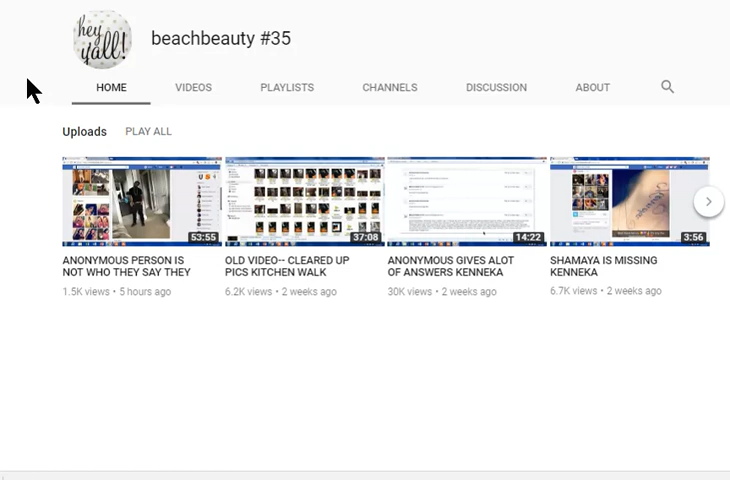 hey
yall!
beachbeauty #35
HOME VIDEOS PLAYLISTS CHANNELS DISCUSSION ABOUT
Uploads PLAY ALL
53:55 37:08 14:22 3:56
ANONYMOUS PERSON IS
NOT WHO THEY SAY THEY
1.5K views • 5 hours ago
OLD VIDEO-- CLEARED UP
PICS KITCHEN WALK
6.2K views • 2 weeks ago
ANONYMOUS GIVES ALOT
OF ANSWERS KENNEKA
30K views • 2 weeks ago
SHAMAYA IS MISSING
KENNEKA
6.7K views • 2 weeks ago